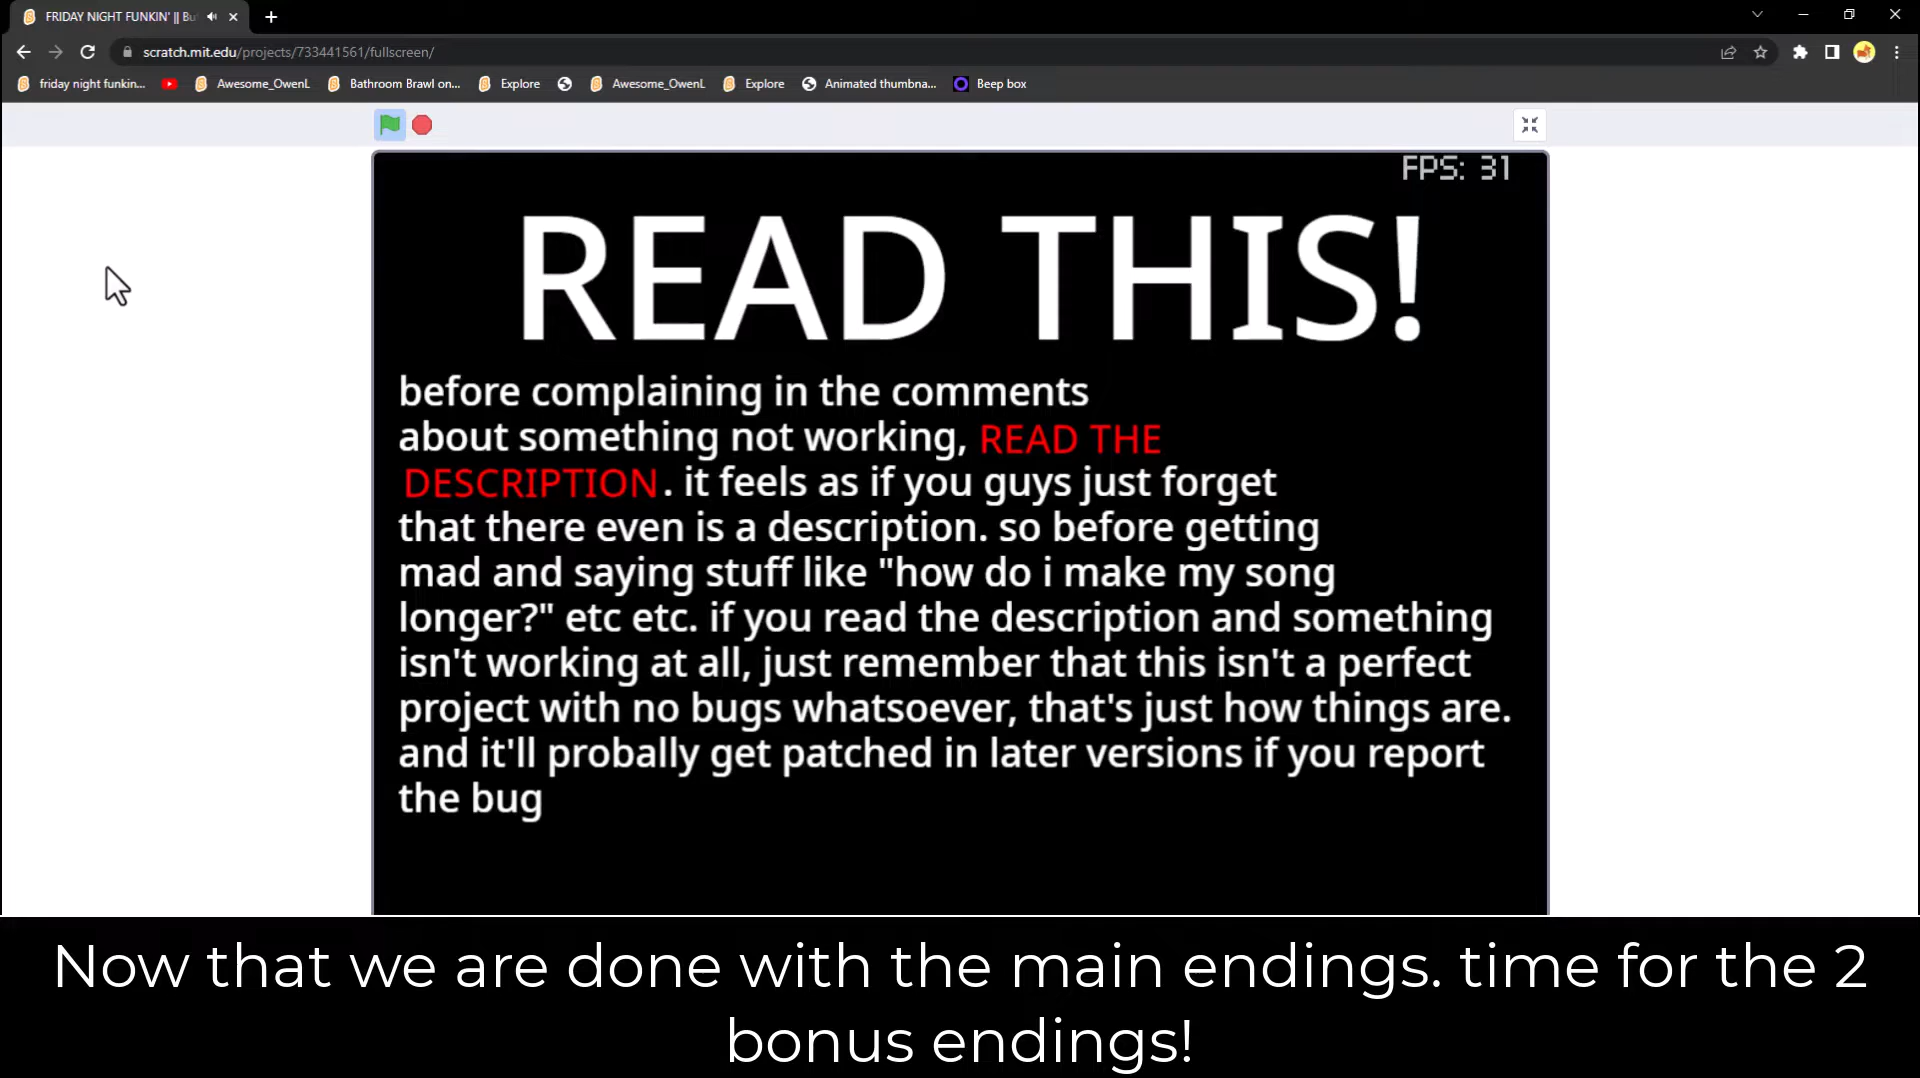 FRIDAY NIGHT FUNKIN' || Bu
scratch.mit.edu/projects/733441561/fullscreen/
friday night funkin... Awesome_OwenL Bathroom Brawl on... Explore Awesome_OwenL Explore Animated thumbna... Beep box
FPS: 31
READ THIS!
before complaining in the comments
about something not working, READ THE
DESCRIPTION. it feels as if you guys just forget
that there even is a description. so before getting
mad and saying stuff like "how do i make my song
longer?" etc etc. if you read the description and something
isn't working at all, just remember that this isn't a perfect
project with no bugs whatsoever, that's just how things are.
and it'll probally get patched in later versions if you report
the bug
Now that we are done with the main endings. time for the 2
bonus endings!